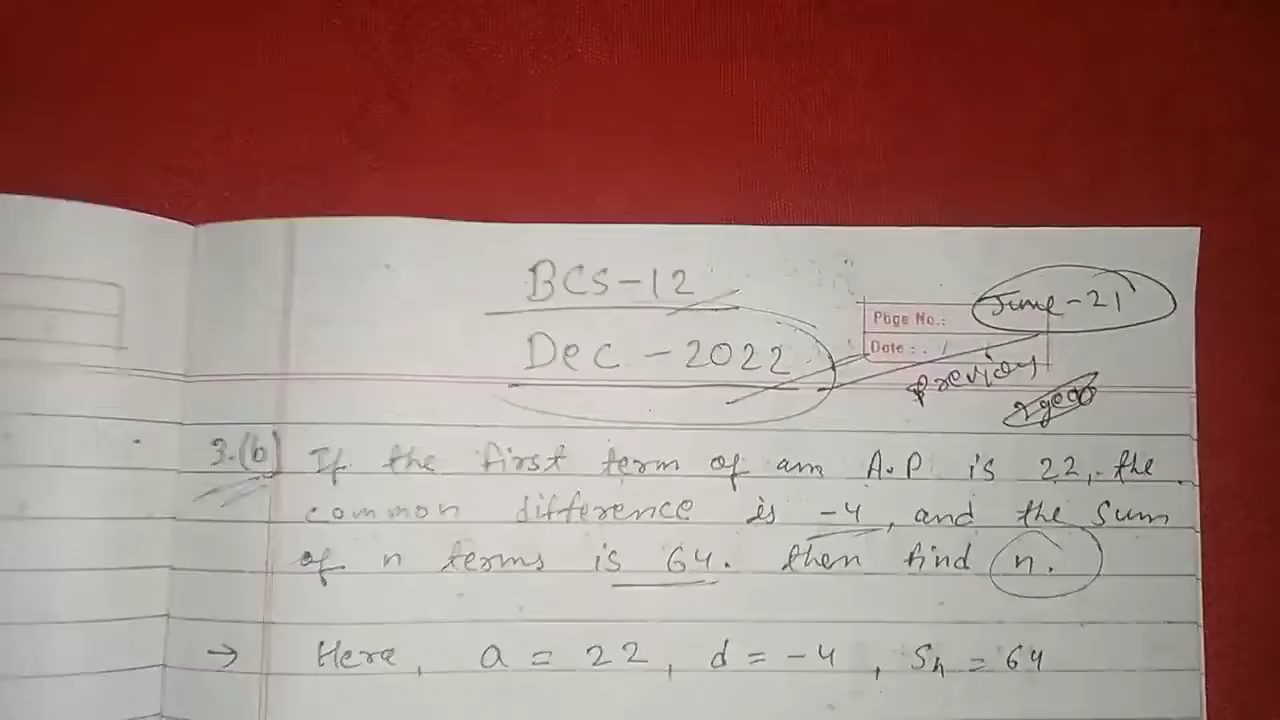 BCS-12
June-21
Page No.:
Dec.-2022
Date: . /
previous
3.(b) If the first term of an A.P. is 22, the
common difference is -4, and the sum
of n terms is 64. then find n.
→ Here, a = 22, d = -4, Sn = 64